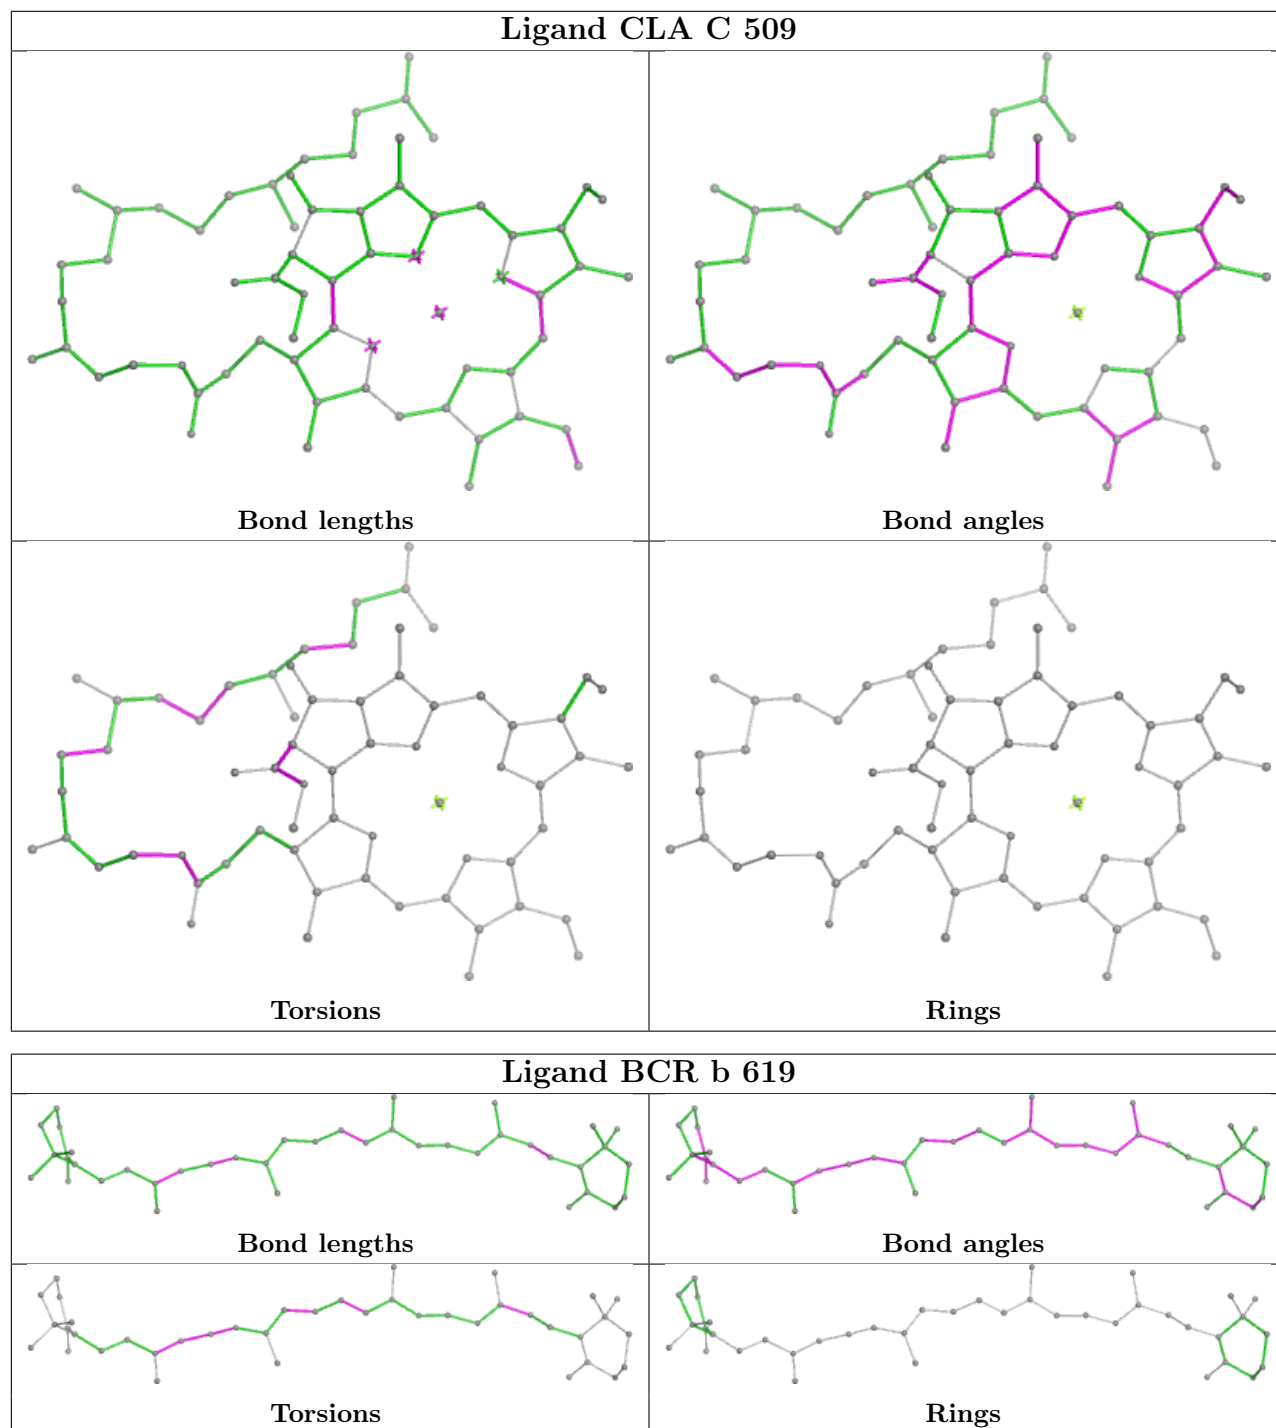 Ligand CLA C 509
Bond lengths
Bond angles
Torsions
Rings
Ligand BCR b 619
Bond lengths
Bond angles
Torsions
Rings